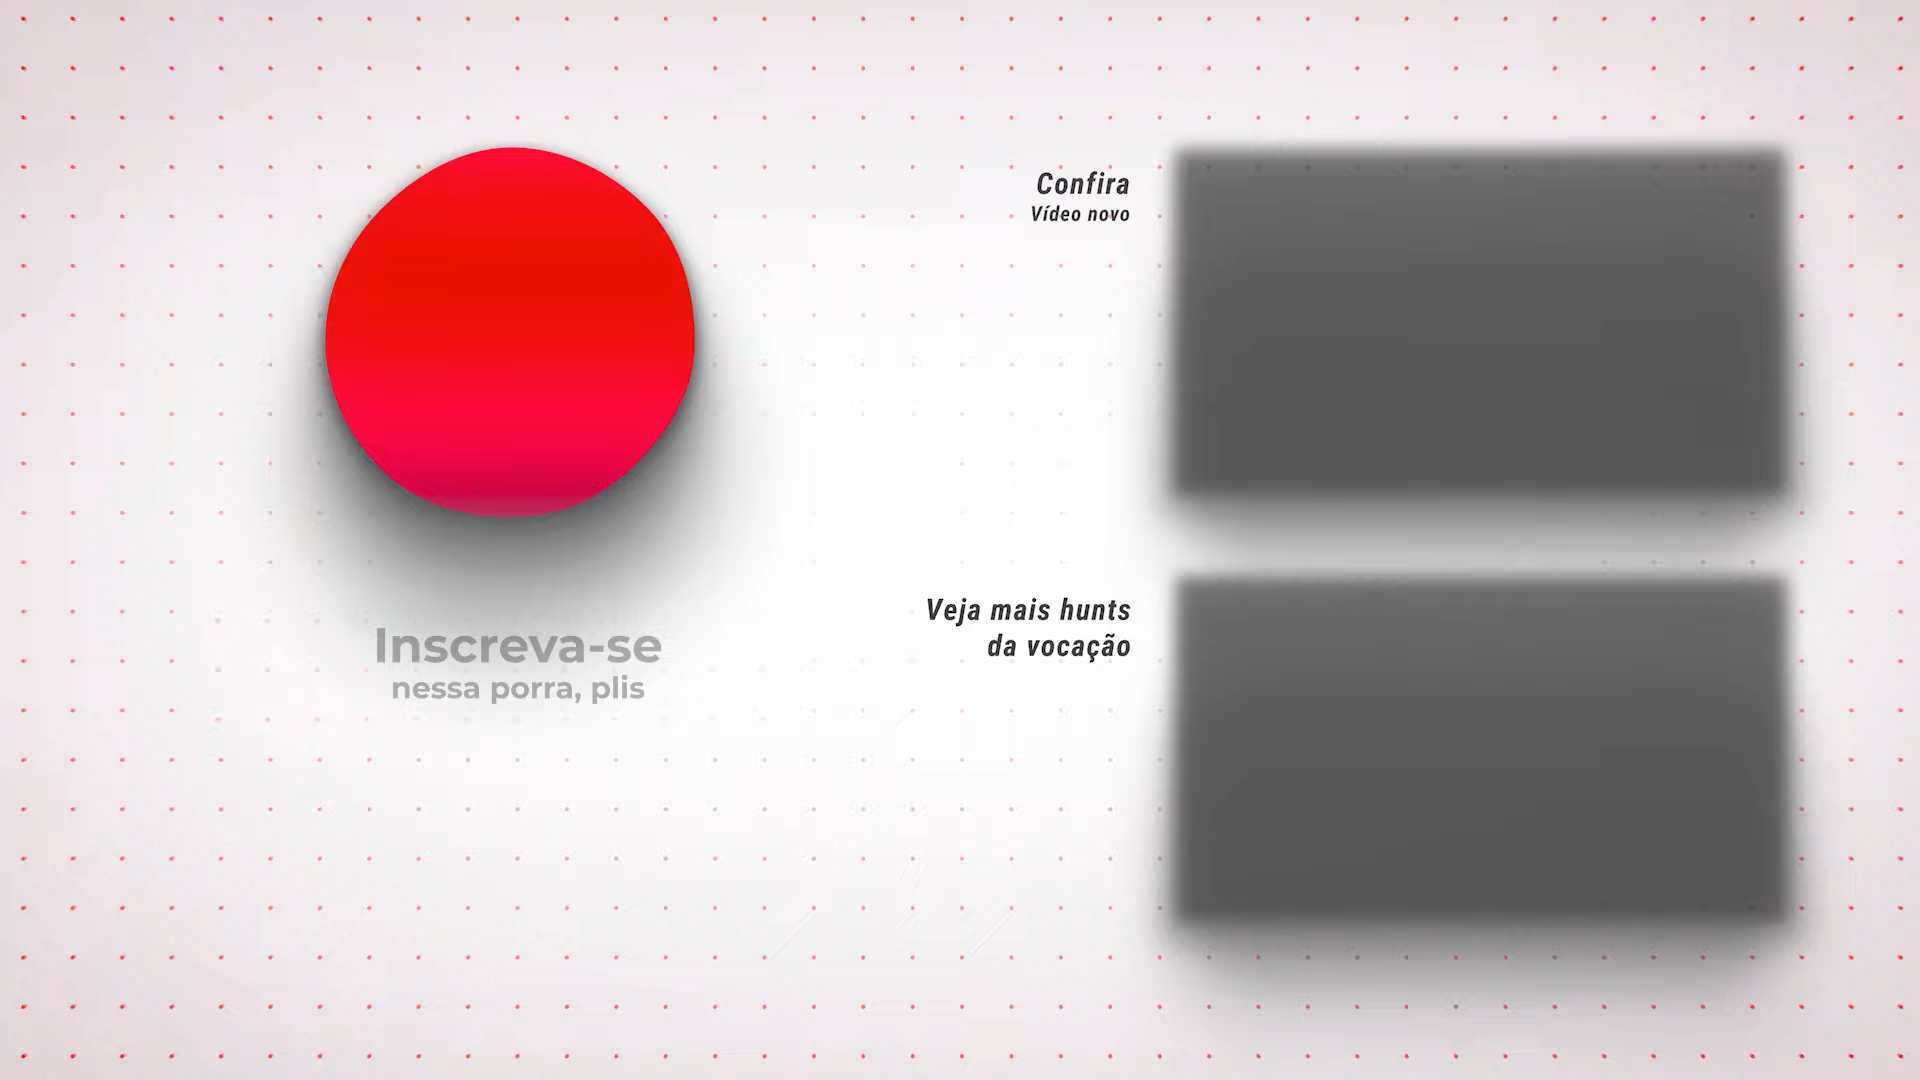 Confira
Vídeo novo
Veja mais hunts
da vocação
Inscreva-se
nessa porra, plis